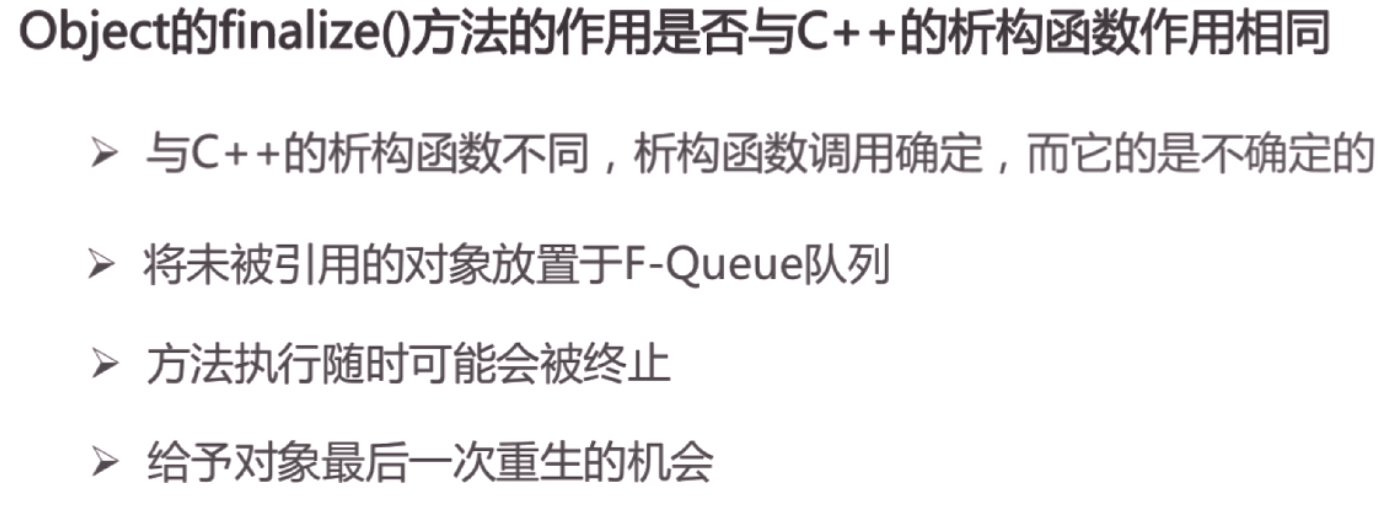 Object的finalize()方法的作用是否与C++的析构函数作用相同
➢ 与C++的析构函数不同，析构函数调用确定，而它的是不确定的
➢ 将未被引用的对象放置于F-Queue队列
➢ 方法执行随时可能会被终止
➢ 给予对象最后一次重生的机会